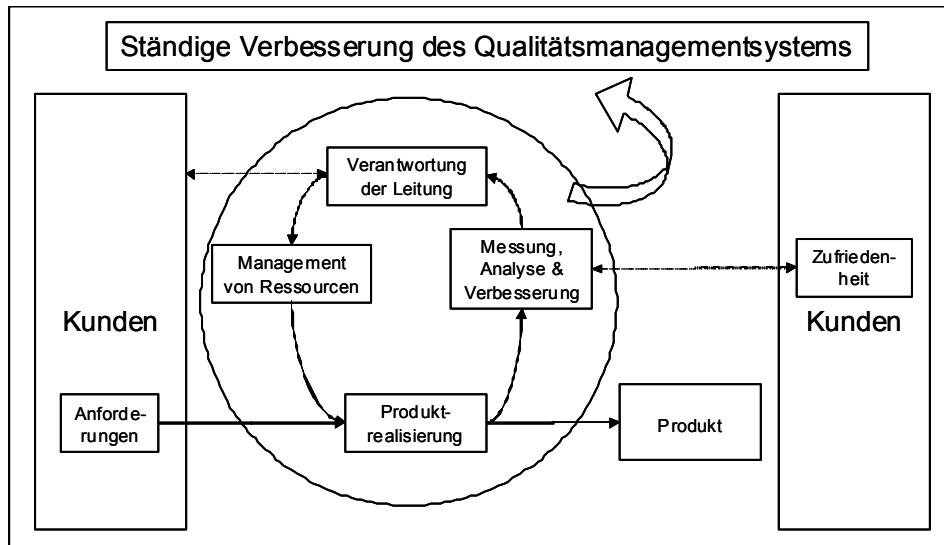 Ständige Verbesserung des Qualitätsmanagementsystems
Kunden
Anforde-
rungen
Verantwortung
der Leitung
Management
von Ressourcen
Messung,
Analyse &
Verbesserung
Produkt-
realisierung
Produkt
Zufrieden-
heit
Kunden